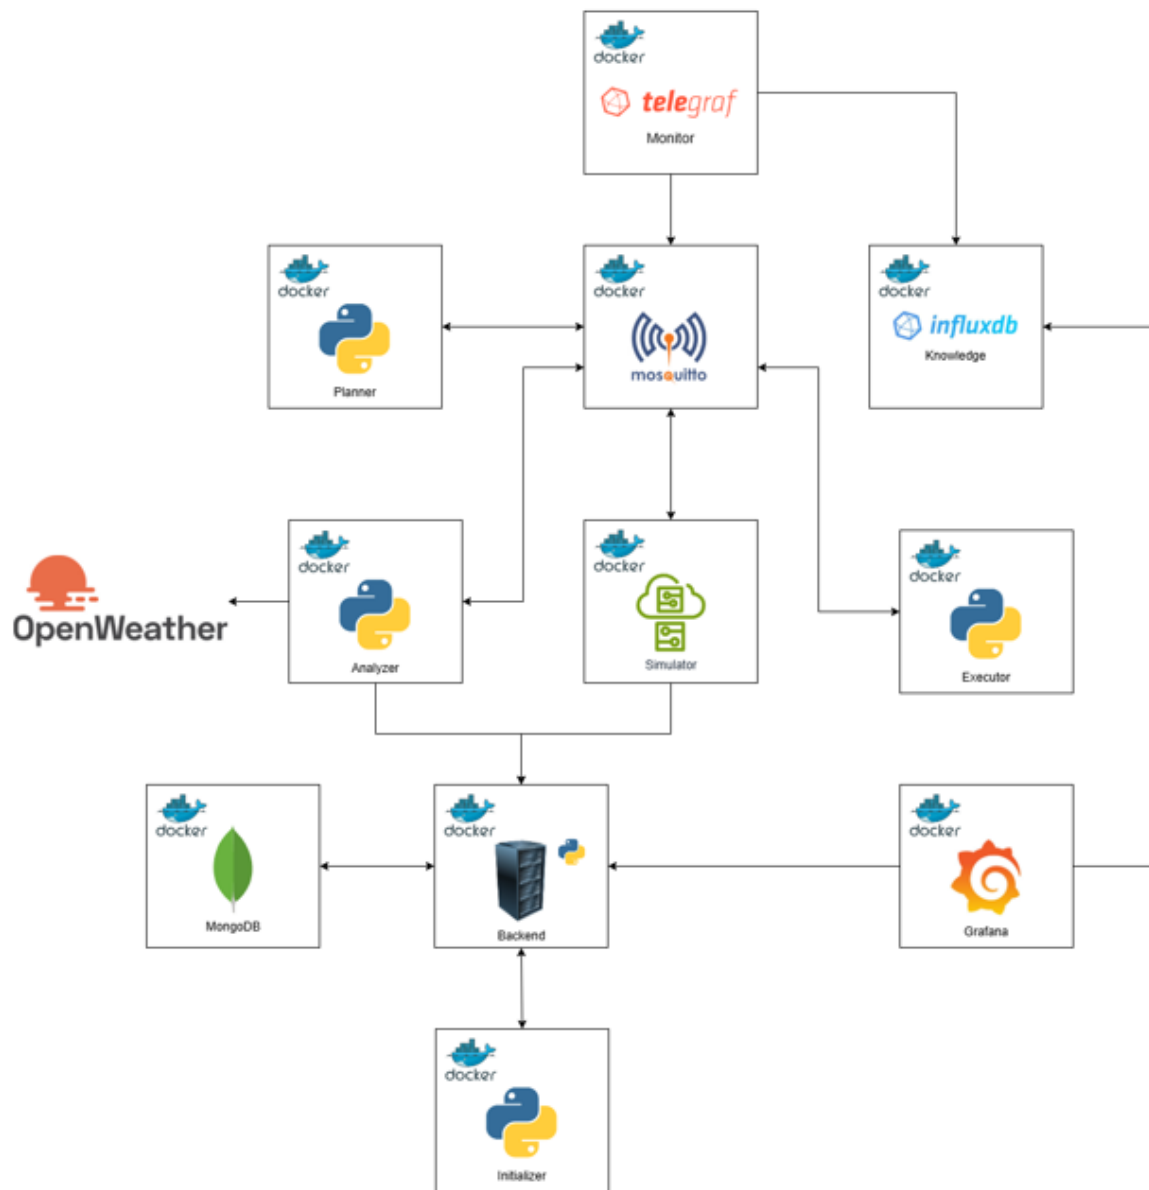 docker
telegraf
Monitor
docker
Planner
docker
mosquitto
docker
influxdb
Knowledge
OpenWeather
docker
Analyzer
docker
Simulator
docker
Executor
docker
MongoDB
docker
Backend
docker
Grafana
docker
Initializer